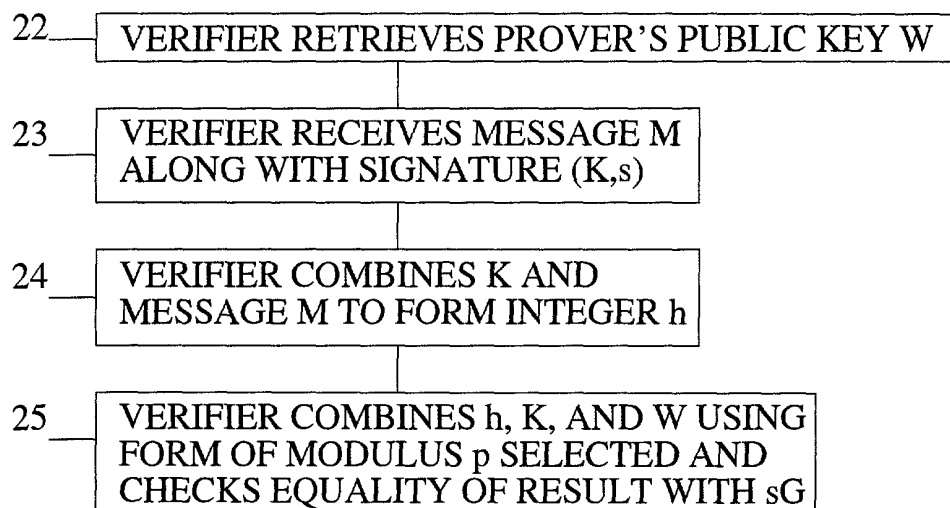 22 VERIFIER RETRIEVES PROVER'S PUBLIC KEY W
23 VERIFIER RECEIVES MESSAGE M
ALONG WITH SIGNATURE (K,s)
24 VERIFIER COMBINES K AND
MESSAGE M TO FORM INTEGER h
25 VERIFIER COMBINES h, K, AND W USING
FORM OF MODULUS p SELECTED AND
CHECKS EQUALITY OF RESULT WITH sG